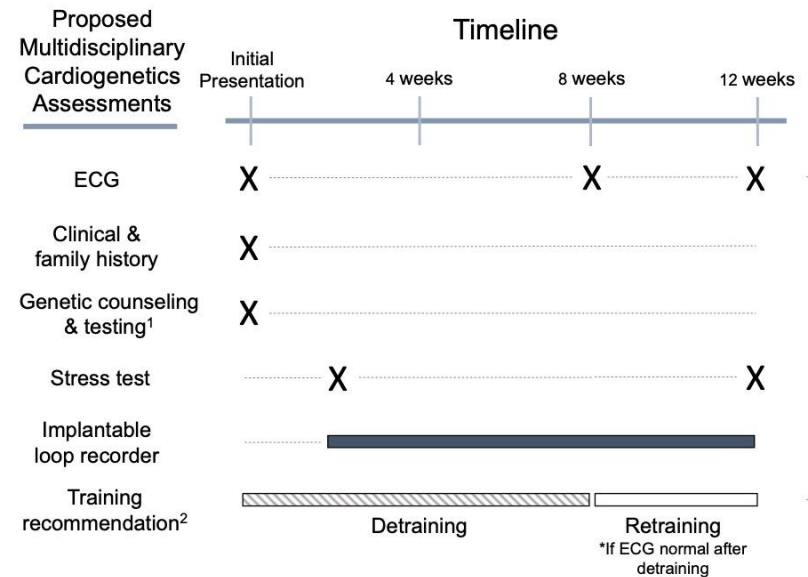 Proposed
Multidisciplinary
Cardiogenetics
Assessments
Timeline
Initial
Presentation
4 weeks
8 weeks
12 weeks
ECG
X
X
X
Clinical &
family history
X
Genetic counseling
& testing¹
X
Stress test
X
X
Implantable
loop recorder
Training
recommendation²
Detraining
Retraining
*If ECG normal after
detraining